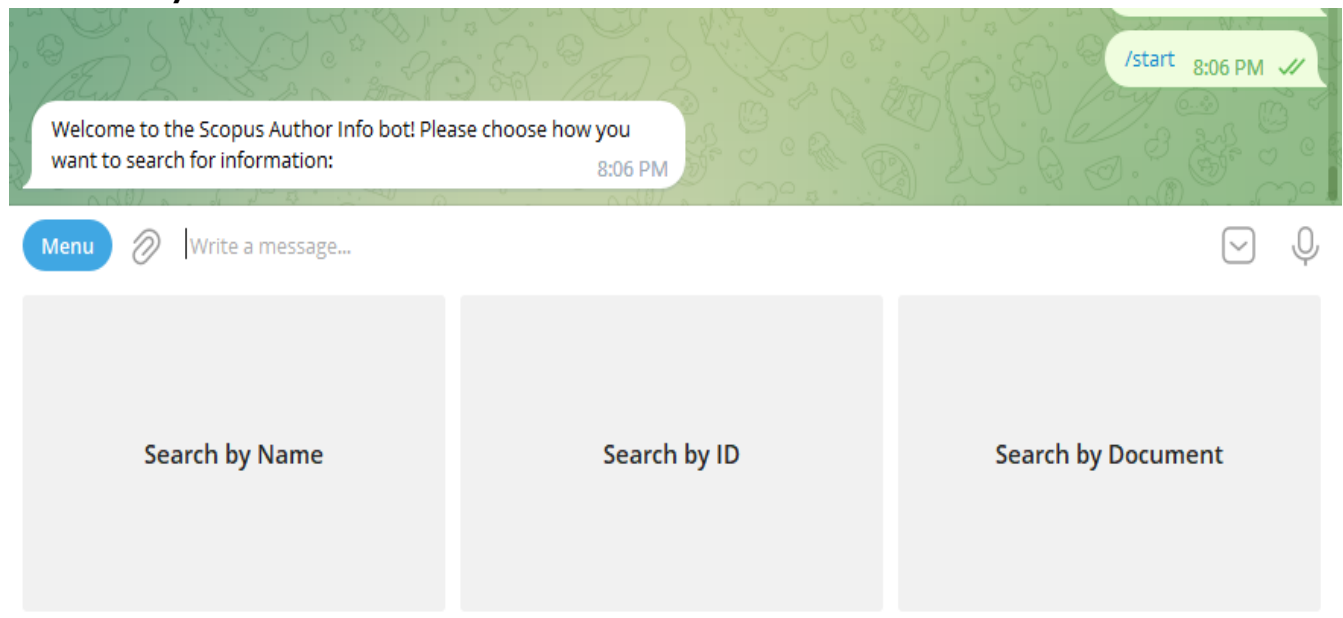 /start 8:06 PM
Welcome to the Scopus Author Info bot! Please choose how you
want to search for information:
8:06 PM
Menu
Write a message...
Search by Name
Search by ID
Search by Document